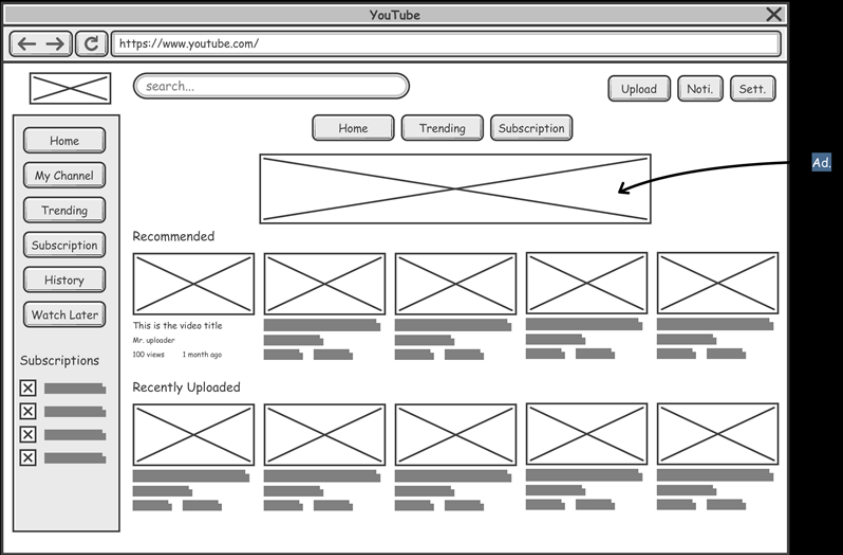 YouTube
https://www.youtube.com/
search...
Upload
Noti.
Sett.
Home
My Channel
Trending
Subscription
History
Watch Later
Subscriptions
Home
Trending
Subscription
Ad.
Recommended
This is the video title
Mr. uploader
100 views 1 month ago
Recently Uploaded